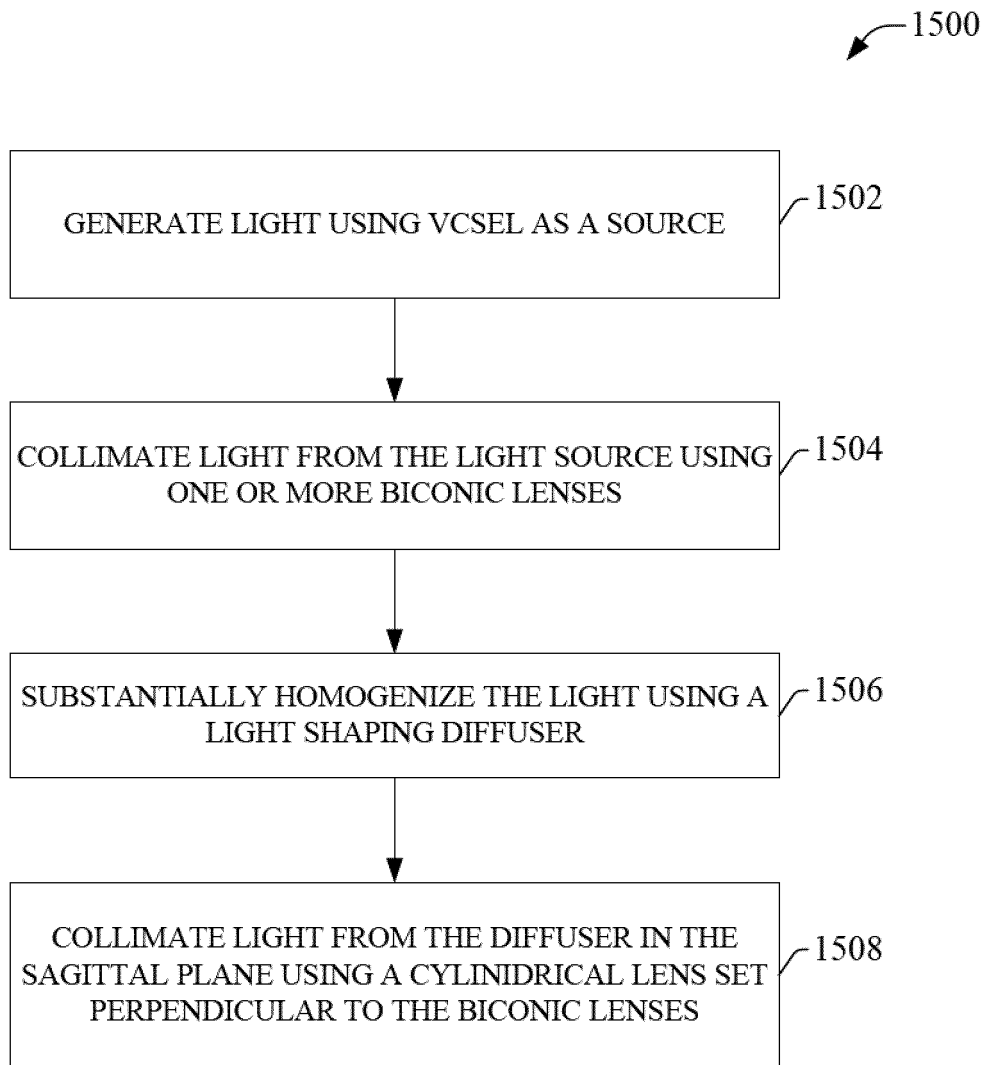 1500
GENERATE LIGHT USING VCSEL AS A SOURCE
1502
COLLIMATE LIGHT FROM THE LIGHT SOURCE USING
ONE OR MORE BICONIC LENSES
1504
SUBSTANTIALLY HOMOGENIZE THE LIGHT USING A
LIGHT SHAPING DIFFUSER
1506
COLLIMATE LIGHT FROM THE DIFFUSER IN THE
SAGITTAL PLANE USING A CYLINIDRICAL LENS SET
PERPENDICULAR TO THE BICONIC LENSES
1508